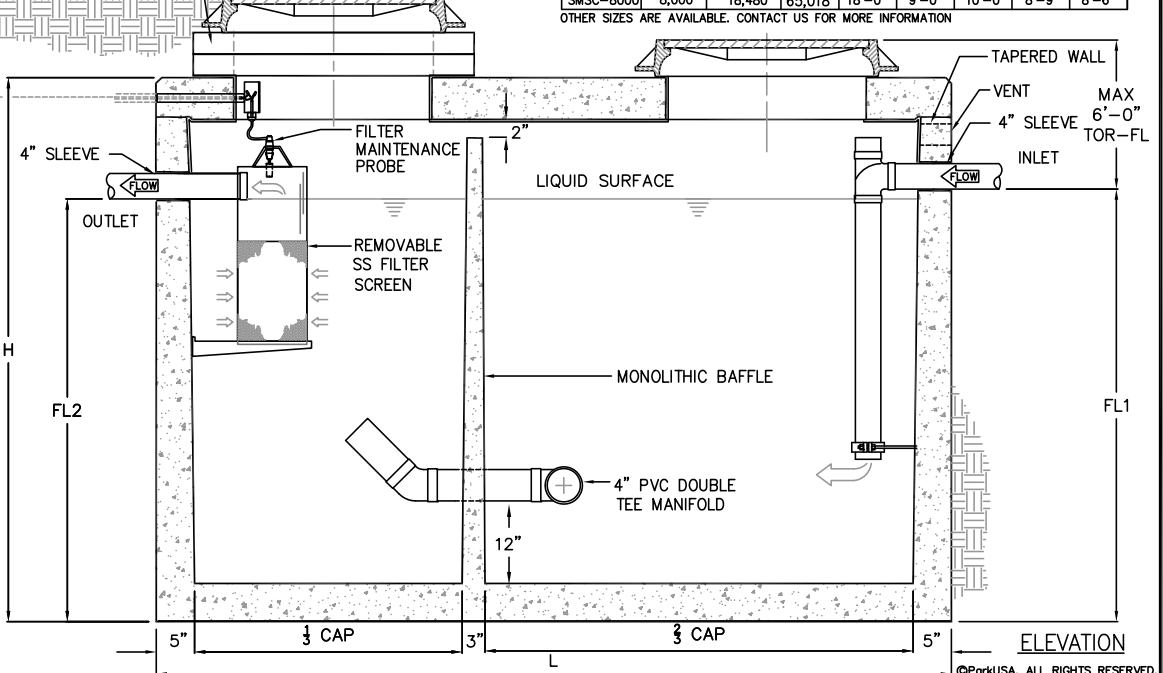 SMSC-8000 8,000 18,480 65,018 18'-0" 9'-0" 10'-0" 8'-9" 8'-6"
OTHER SIZES ARE AVAILABLE. CONTACT US FOR MORE INFORMATION
TAPERED WALL
VENT
4" SLEEVE
INLET
FLOW
MAX
6'-0"
TOR-FL
2"
FILTER
MAINTENANCE
PROBE
4" SLEEVE
FLOW
OUTLET
LIQUID SURFACE
REMOVABLE
SS FILTER
SCREEN
H
FL2
MONOLITHIC BAFFLE
FL1
4" PVC DOUBLE
TEE MANIFOLD
12"
5"
1/3 CAP
3"
2/3 CAP
5"
L
ELEVATION
©ParkUSA. ALL RIGHTS RESERVED.